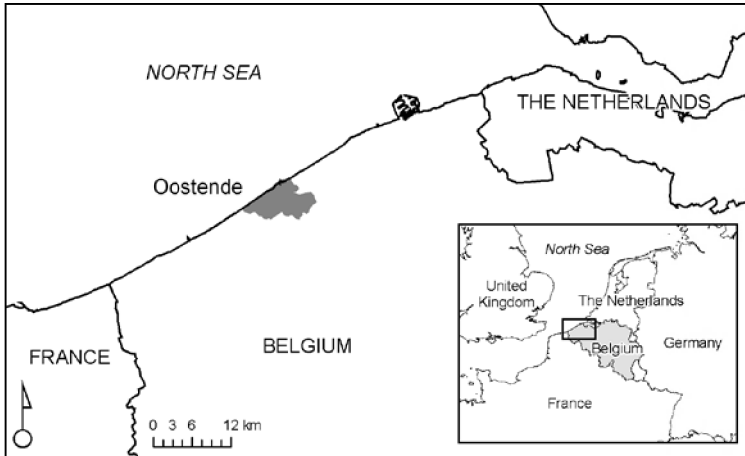 NORTH SEA
THE NETHERLANDS
Oostende
FRANCE
BELGIUM
0 3 6 12 km
North Sea
United
Kingdom
The Netherlands
Belgium
Germany
France